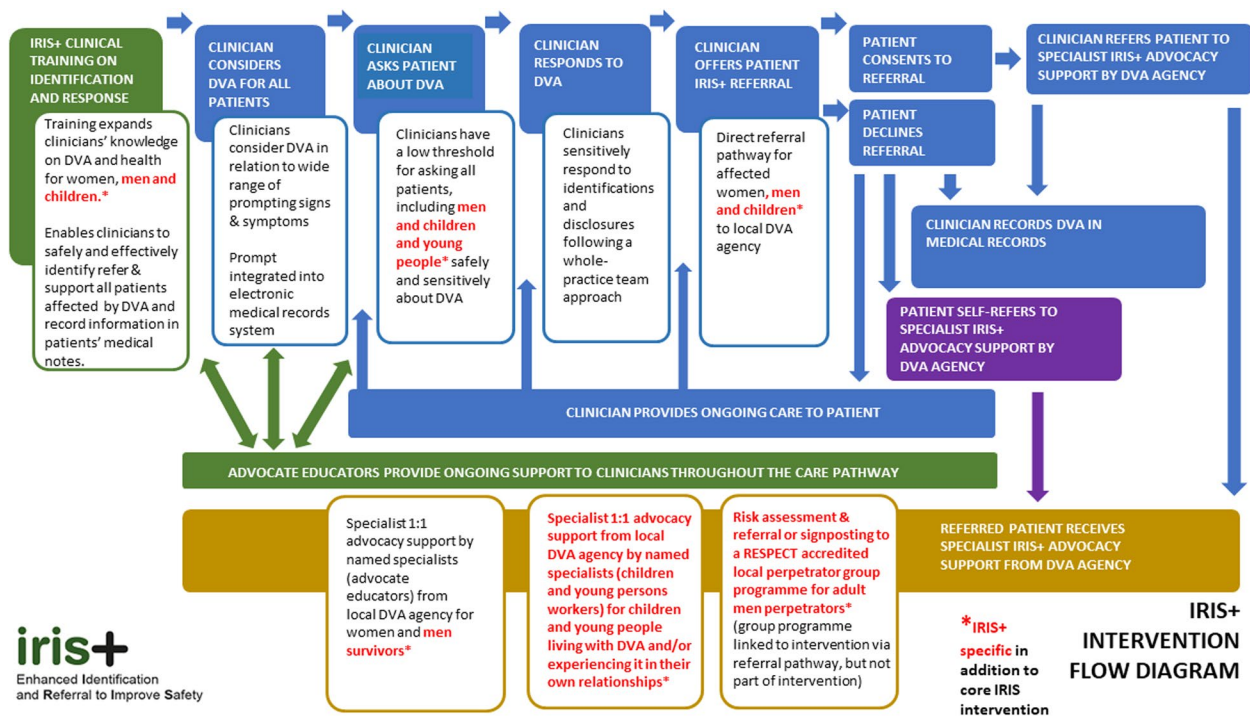 IRIS+ CLINICAL
TRAINING ON
IDENTIFICATION
AND RESPONSE
Training expands
clinicians’ knowledge
on DVA and health
for women, men and
children.*
Enables clinicians to
safely and effectively
identify refer &
support all patients
affected by DVA and
record information in
patients’ medical
notes.
CLINICIAN
CONSIDERS
DVA FOR ALL
PATIENTS
Clinicians
consider DVA in
relation to wide
range of
prompting signs
& symptoms
Prompt
integrated into
electronic
medical records
system
CLINICIAN
ASKS PATIENT
ABOUT DVA
Clinicians have
a low threshold
for asking all
patients,
including men
and children
and young
people* safely
and sensitively
about DVA
CLINICIAN
RESPONDS TO
DVA
Clinicians
sensitively
respond to
identifications
and
disclosures
following a
whole-
practice team
approach
CLINICIAN
OFFERS PATIENT
IRIS+ REFERRAL
Direct referral
pathway for
affected
women, men
and children*
to local DVA
agency
PATIENT
CONSENTS TO
REFERRAL
PATIENT
DECLINES
REFERRAL
CLINICIAN REFERS PATIENT TO
SPECIALIST IRIS+ ADVOCACY
SUPPORT BY DVA AGENCY
CLINICIAN RECORDS DVA IN
MEDICAL RECORDS
PATIENT SELF-REFERS TO
SPECIALIST IRIS+
ADVOCACY SUPPORT BY
DVA AGENCY
CLINICIAN PROVIDES ONGOING CARE TO PATIENT
ADVOCATE EDUCATORS PROVIDE ONGOING SUPPORT TO CLINICIANS THROUGHOUT THE CARE PATHWAY
Specialist 1:1
advocacy support by
named specialists
(advocate
educators) from
local DVA agency for
women and men
survivors*
Specialist 1:1 advocacy
support from local
DVA agency by named
specialists (children
and young persons
workers) for children
and young people
living with DVA and/or
experiencing it in their
own relationships*
Risk assessment &
referral or signposting to
a RESPECT accredited
local perpetrator group
programme for adult
men perpetrators*
(group programme
linked to intervention via
referral pathway, but not
part of intervention)
REFERRED PATIENT RECEIVES
SPECIALIST IRIS+ ADVOCACY
SUPPORT FROM DVA AGENCY
iris+
Enhanced Identification
and Referral to Improve Safety
*IRIS+
specific in
addition to
core IRIS
intervention
IRIS+
INTERVENTION
FLOW DIAGRAM